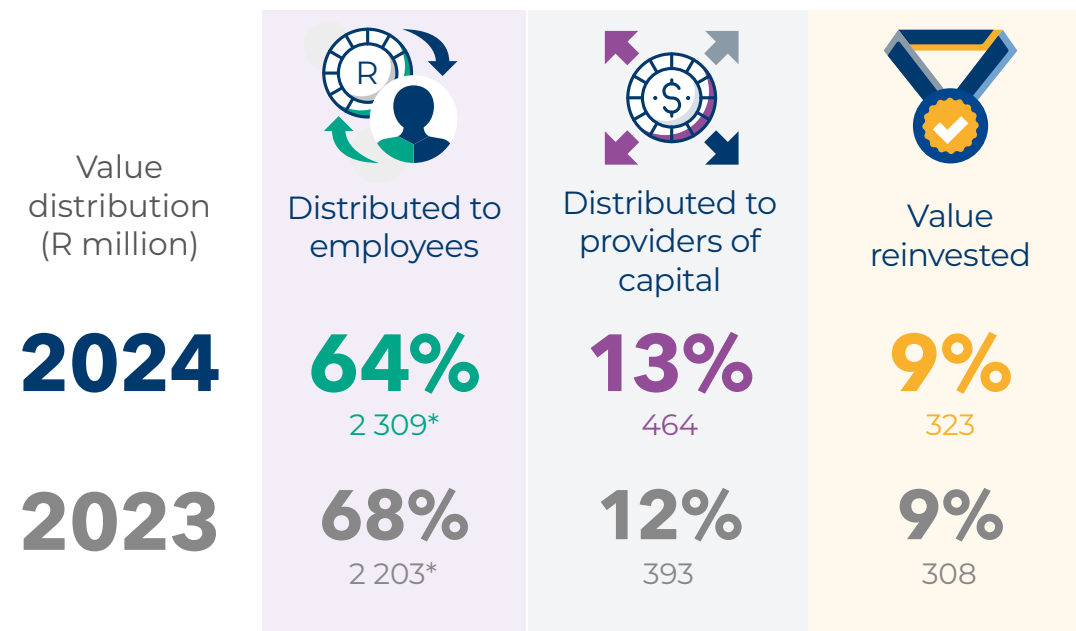 R
$
Value
distribution
(R million)
Distributed to
employees
Distributed to
providers of
capital
Value
reinvested
2024
64%
2 309*
13%
464
9%
323
2023
68%
2 203*
12%
393
9%
308